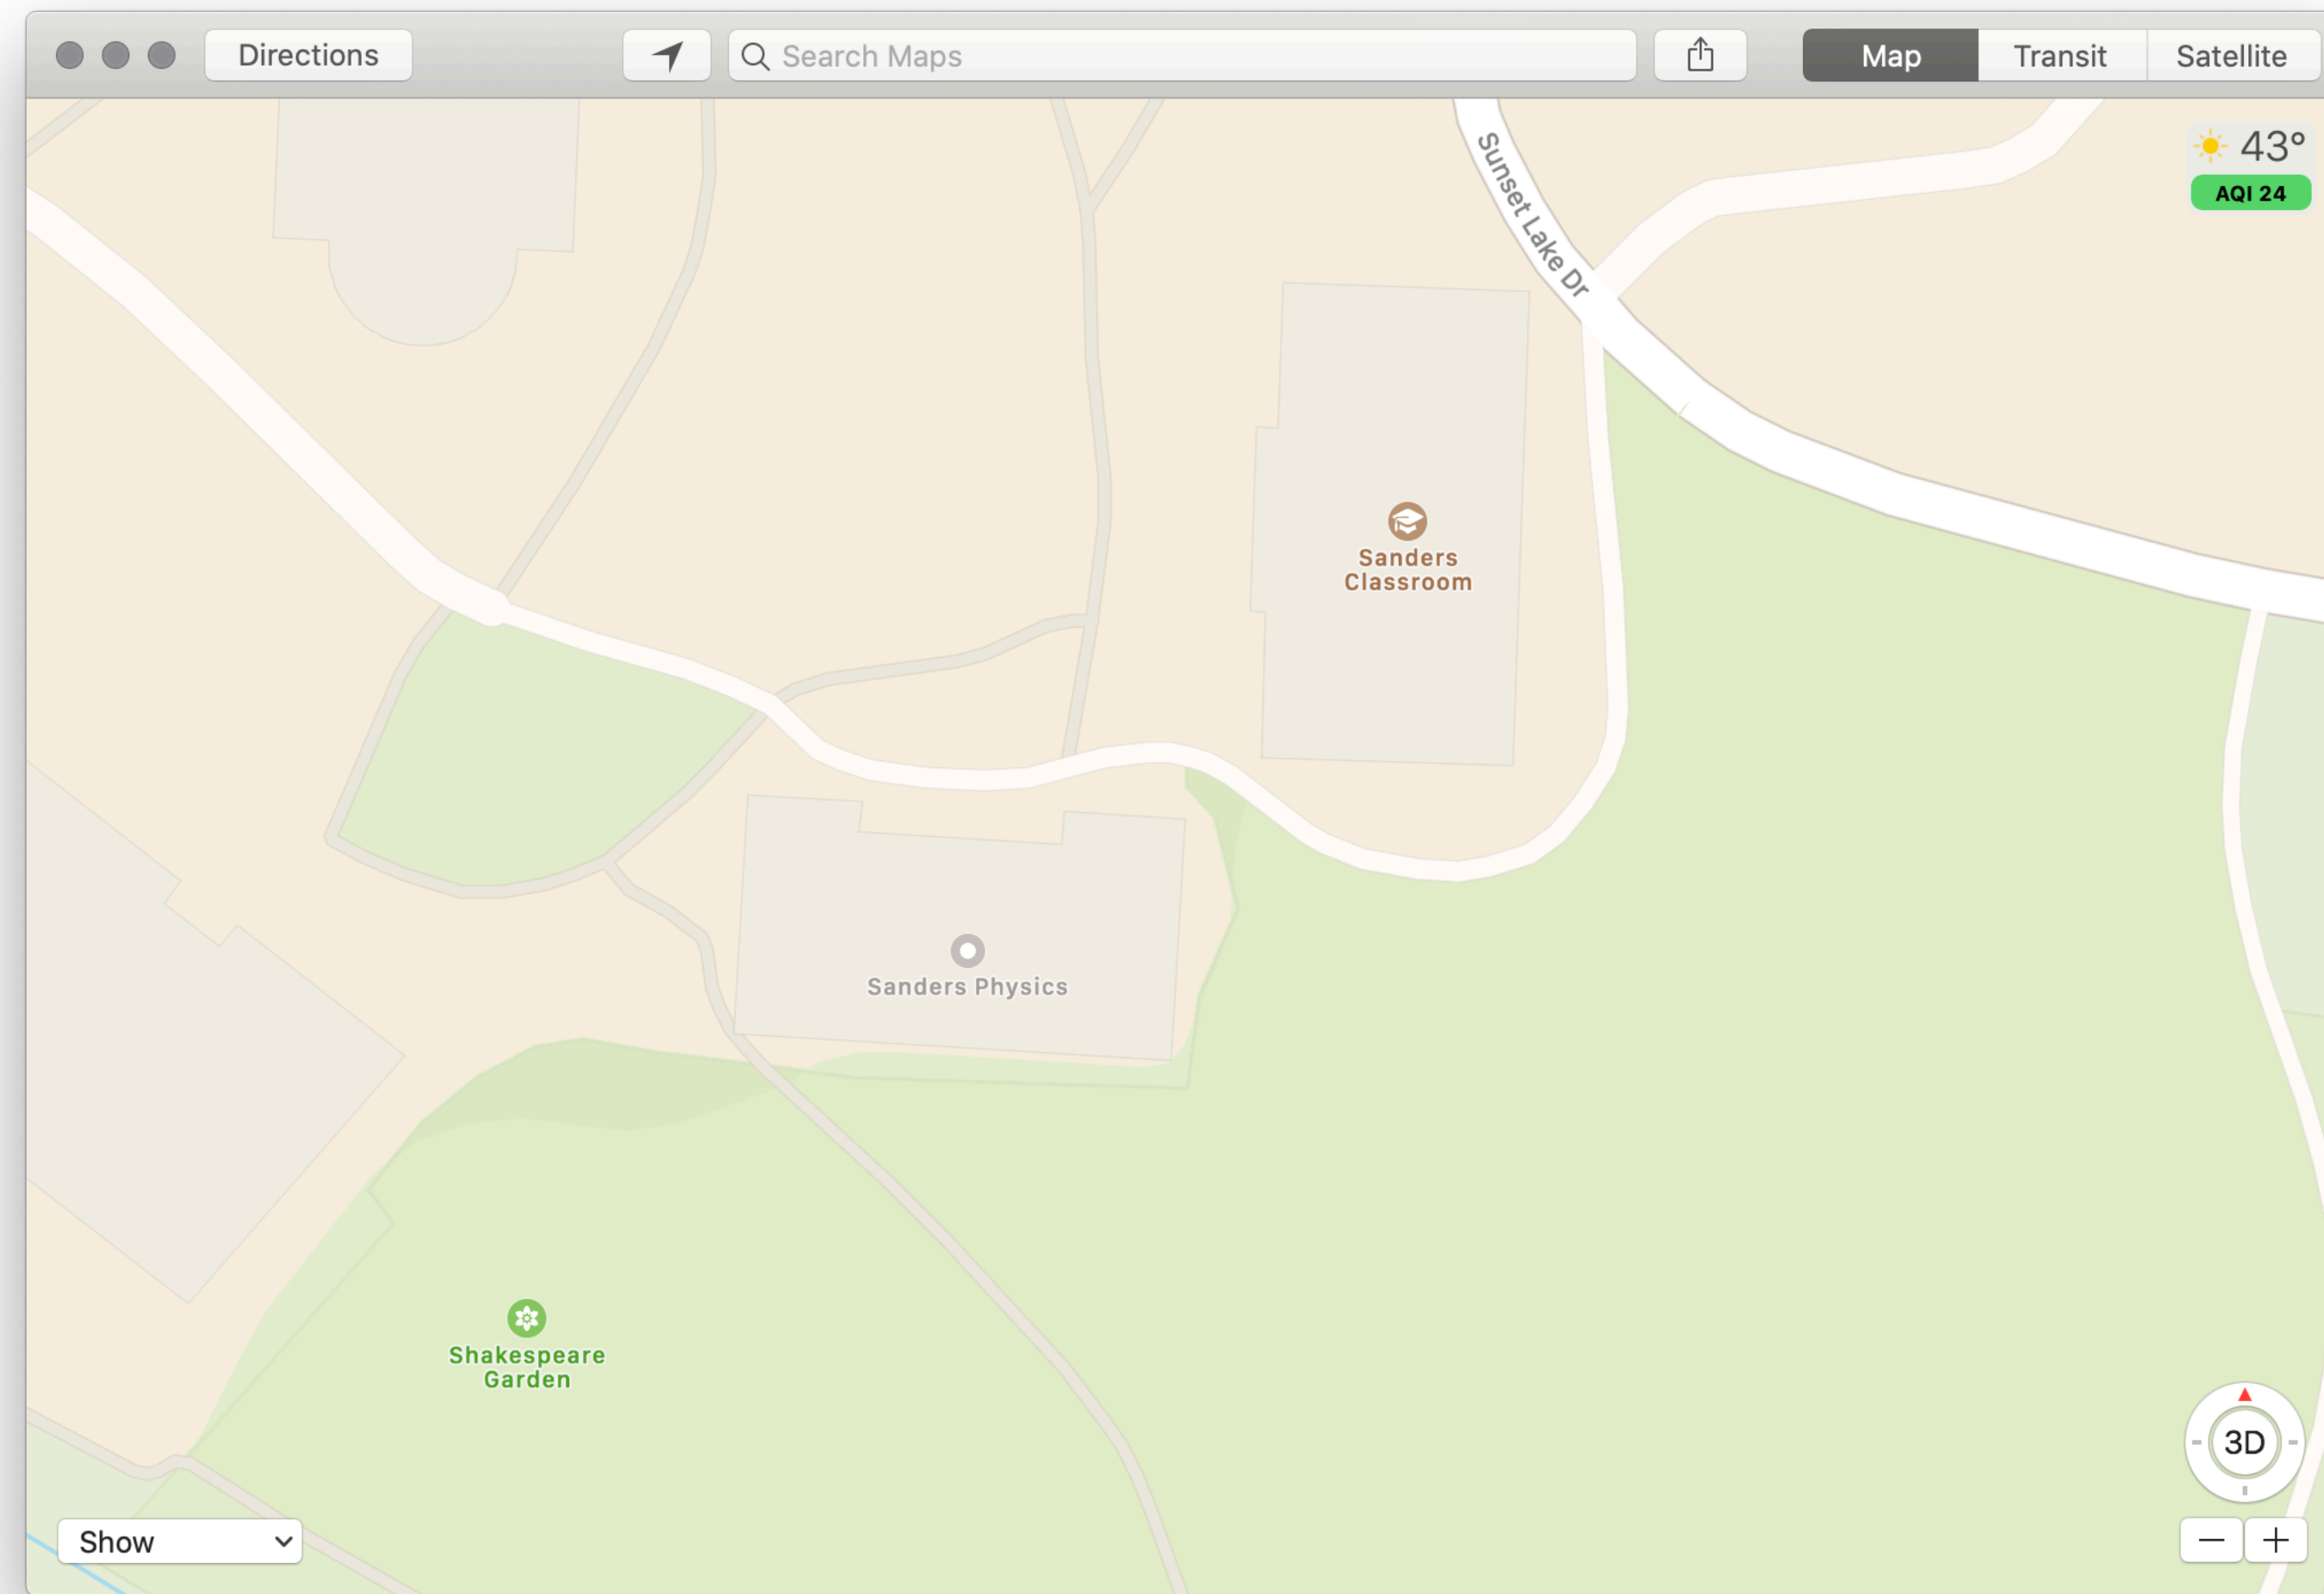 Directions
Search Maps
Map
Transit
Satellite
43°
AQI 24
Sunset Lake Dr
Sanders
Classroom
Sanders Physics
Shakespeare
Garden
3D
Show